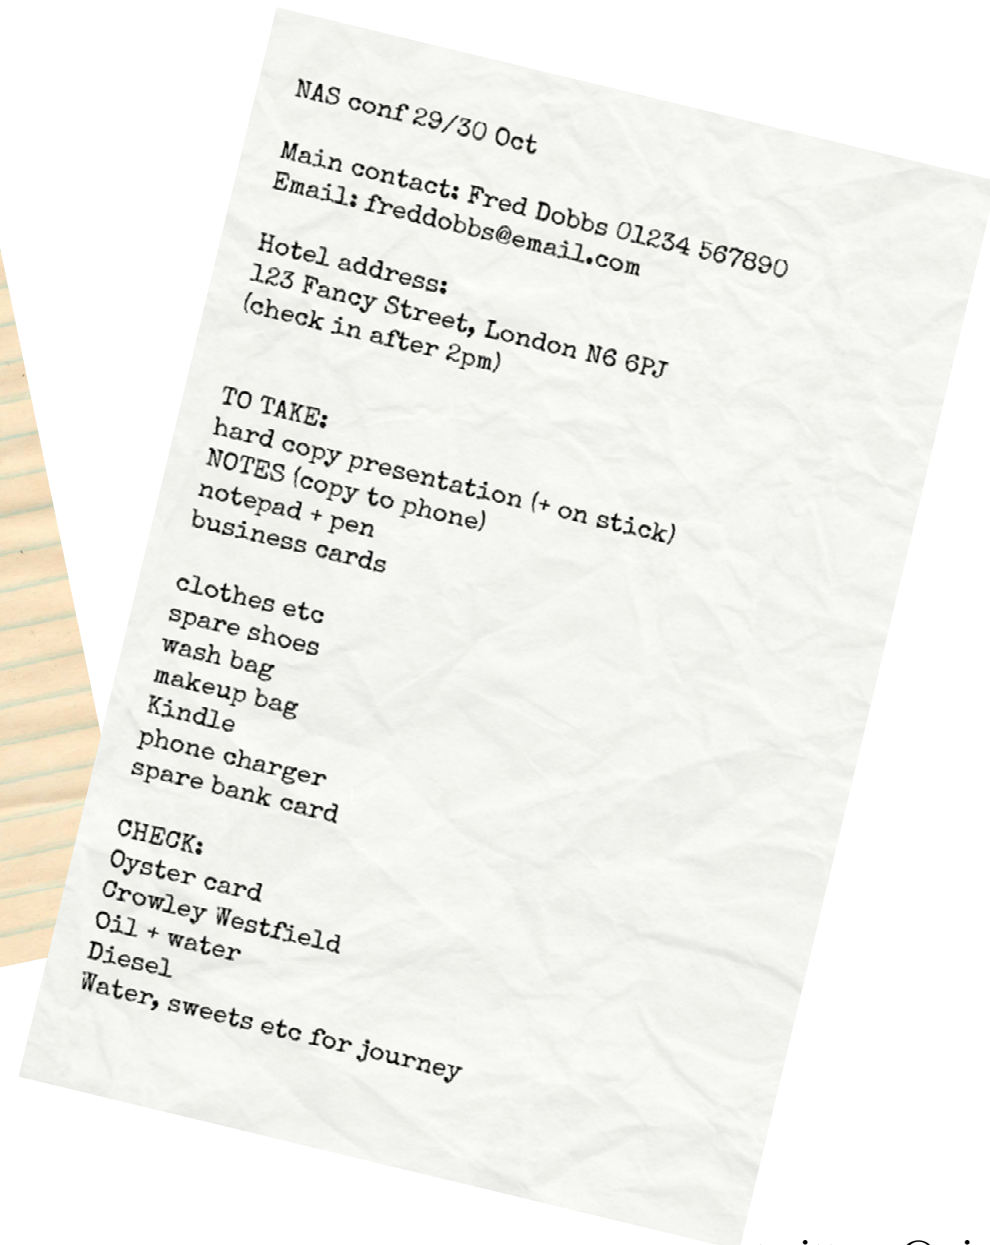 NAS conf 29/30 Oct
Main contact: Fred Dobbs 01234 567890
Email: freddobbs@email.com
Hotel address:
123 Fancy Street, London N6 6PJ
(check in after 2pm)
TO TAKE:
hard copy presentation (+ on stick)
NOTES (copy to phone)
notepad + pen
business cards
clothes etc
spare shoes
wash bag
makeup bag
Kindle
phone charger
spare bank card
CHECK:
Oyster card
Crowley Westfield
Oil + water
Diesel
Water, sweets etc for journey